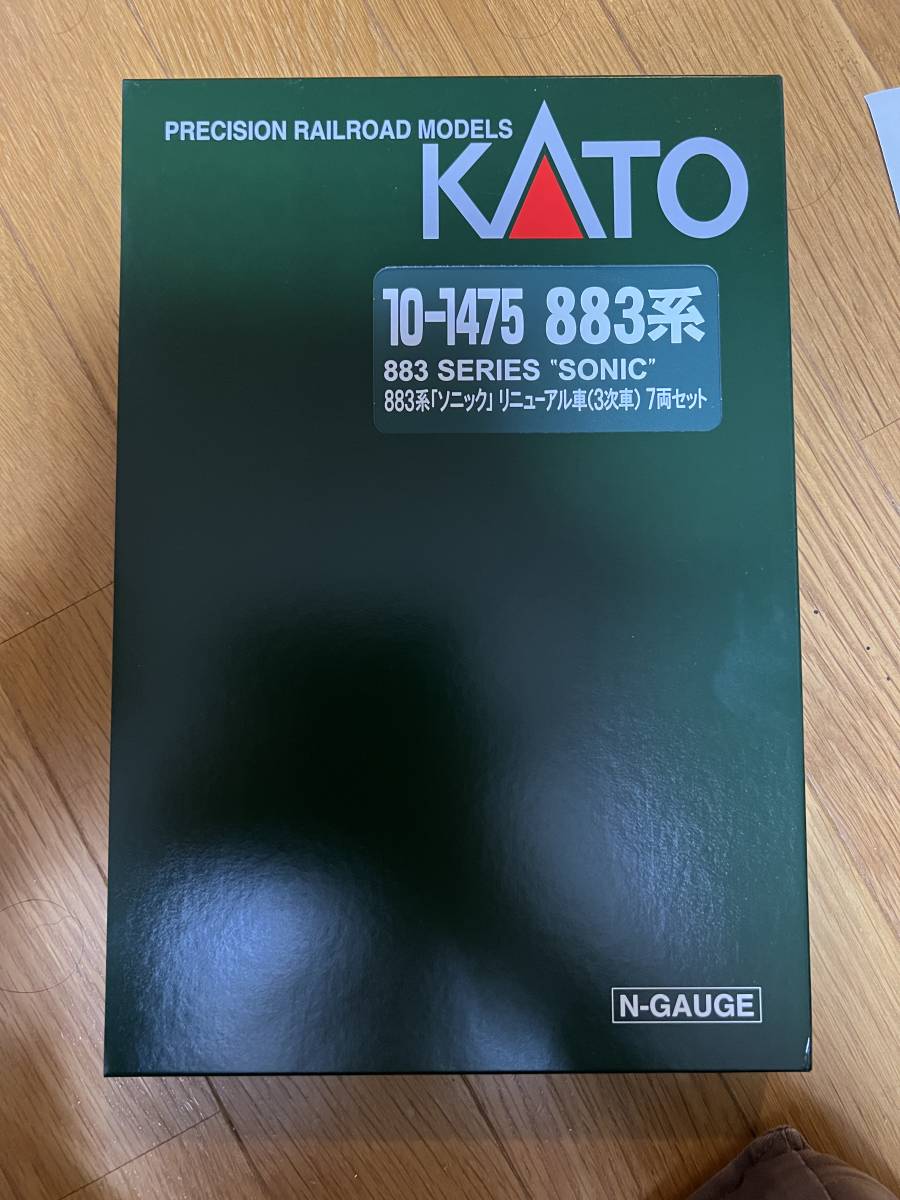 PRECISION RAILROAD MODELS
KATO
10-1475 883系
883 SERIES "SONIC"
883系「ソニック」リニューアル車(3次車) 7両セット
N-GAUGE